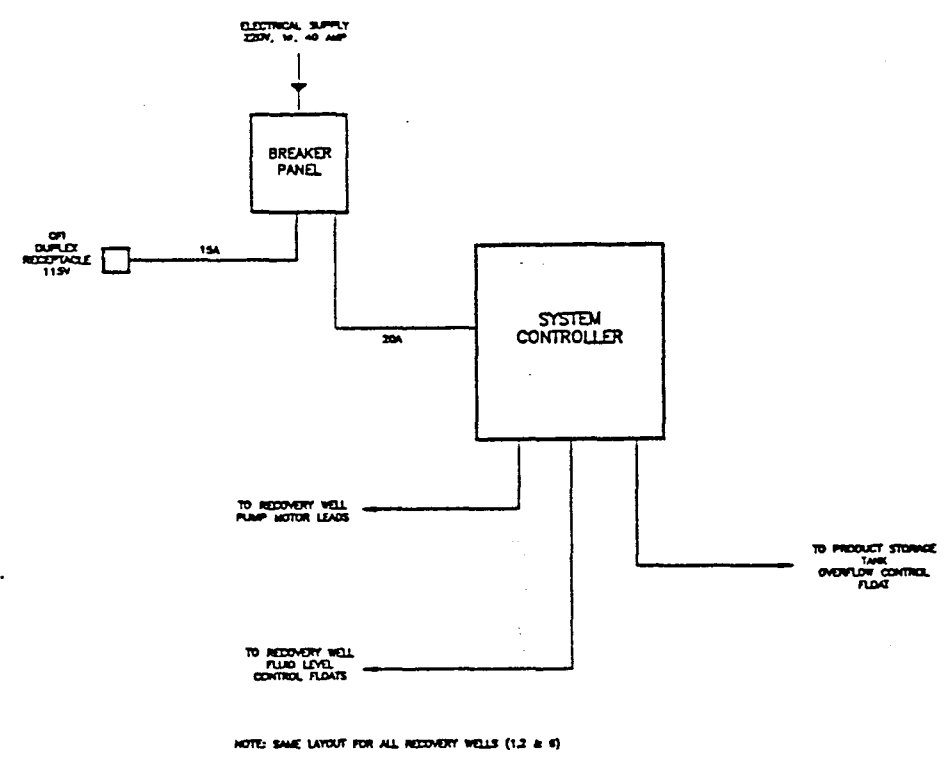 ELECTRICAL SUPPLY
220V, 1Ø, 40 AMP
BREAKER
PANEL
GFI
DUPLEX
RECEPTACLE
115V
15A
SYSTEM
CONTROLLER
20A
TO RECOVERY WELL
PUMP MOTOR LEADS
TO PRODUCT STORAGE
TANK
OVERFLOW CONTROL
FLOAT
TO RECOVERY WELL
FLUID LEVEL
CONTROL FLOATS
NOTE: SAME LAYOUT FOR ALL RECOVERY WELLS (1,2 & 6)